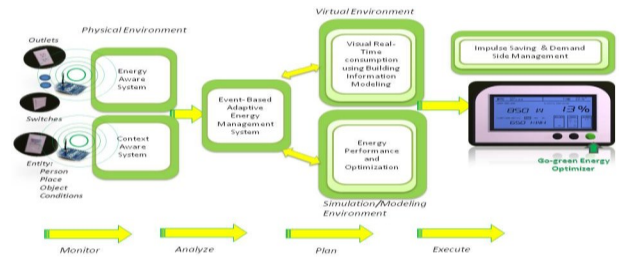 Physical Environment
Virtual Environment
Outlets
Energy
Aware
System
Switches
Context
Aware
System
Entity:
Person
Place
Object
Conditions
Event-Based
Adaptive
Energy
Management
System
Visual Real-
Time
consumption
using Building
Information
Modeling
Energy
Performance
and
Optimization
Simulation/Modeling
Environment
Impulse Saving & Demand
Side Management
850 W 13%
Go-green Energy
Optimizer
Monitor
Analyze
Plan
Execute